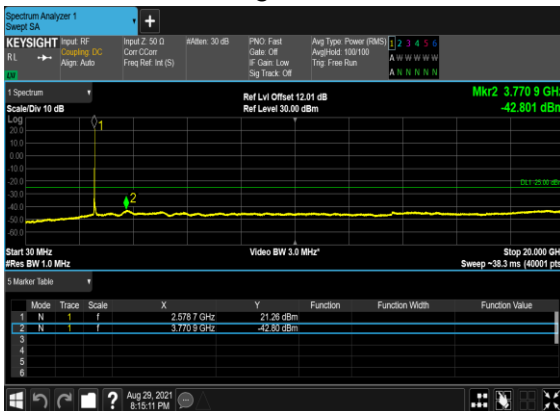 Spectrum Analyzer 1
Swept SA
KEYSIGHT Input: RF Input Z: 50 Ω #Atten: 30 dB PNO: Fast Avg Type: Power (RMS) 1 2 3 4 5 6
RL Coupling: DC Corr CCorr Gate: Off Avg|Hold: 100/100 A W W W W W
Align: Auto Freq Ref: Int (S) IF Gain: Low Trig: Free Run
Sig Track: Off A N N N N N
1 Spectrum
Ref Lvl Offset 12.01 dB Mkr2 3.770 9 GHz
Scale/Div 10 dB Ref Level 30.00 dBm -42.801 dBm
Log
20.0
10.0
0.00
-10.0
-20.0
-30.0
-40.0
-50.0
-60.0
1
2
Start 30 MHz Video BW 3.0 MHz* Stop 20.000 GH
#Res BW 1.0 MHz Sweep ~38.3 ms (40001 pts
5 Marker Table
Mode Trace Scale X Y Function Function Width Function Value
1 N 1 f 2.578 7 GHz 21.26 dBm
2 N 1 f 3.770 9 GHz -42.80 dBm
3
4
5
6
? Aug 29, 2021
8:15:11 PM